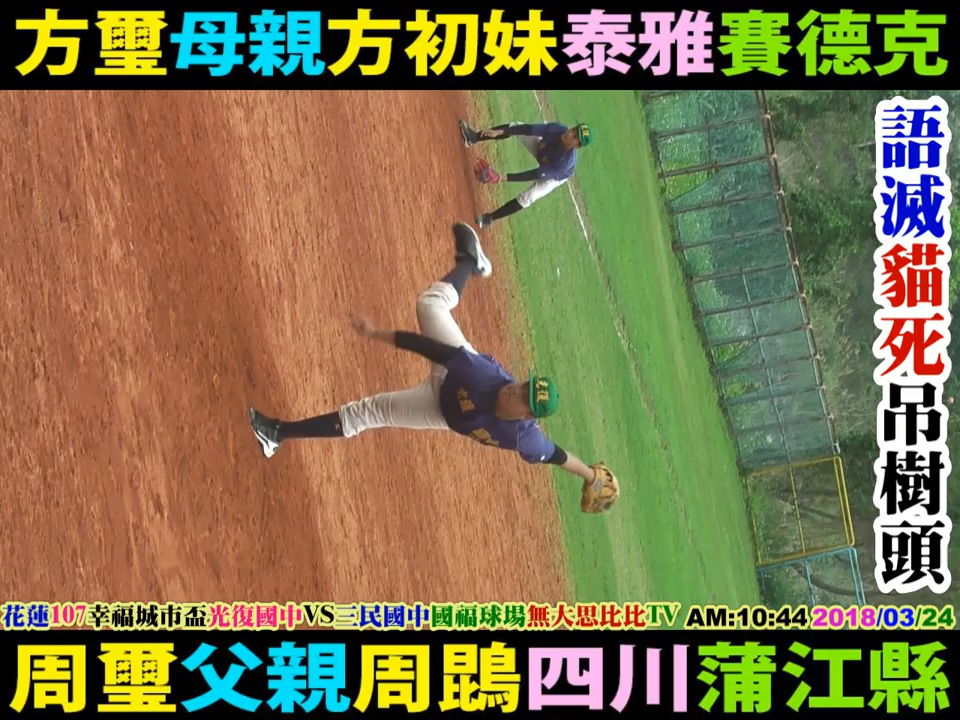 方璽母親方初妹泰雅賽德克
語滅貓死吊樹頭
光復
花蓮107幸福城市盃光復國中VS三民國中國福球場無大思比比TV AM:10:44 2018/03/24
周璽父親周鵾四川蒲江縣